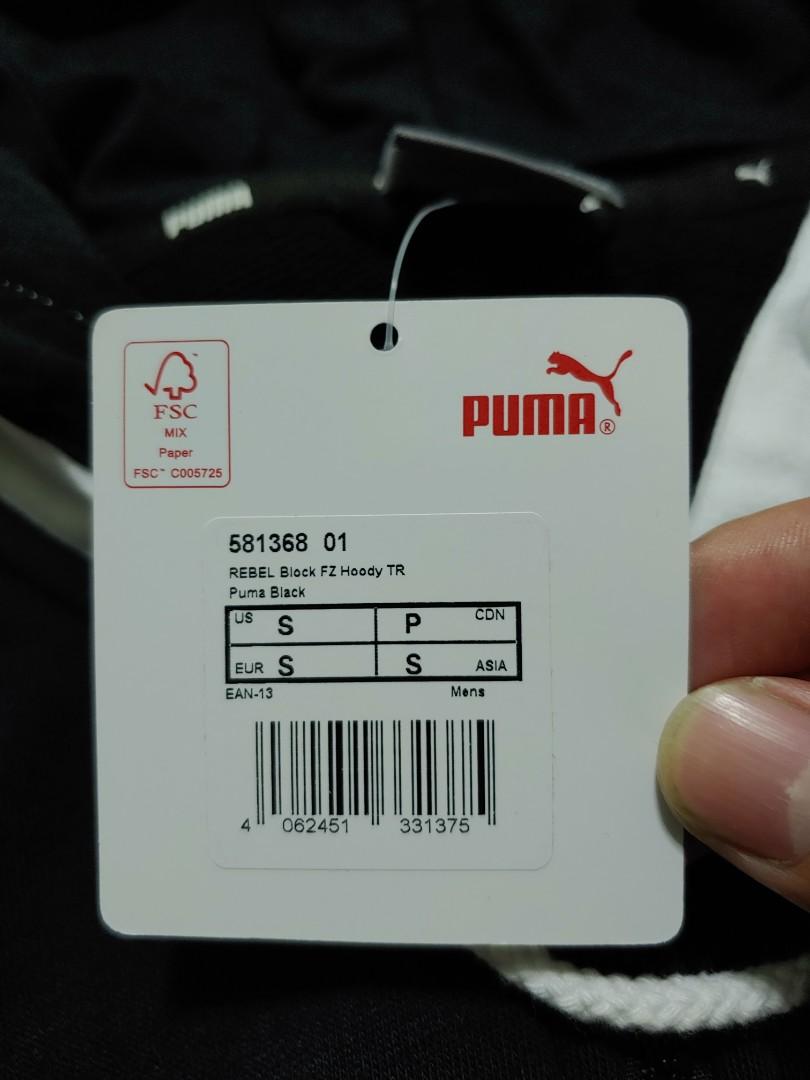 PUMA
FSC
MIX
Paper
FSC™ C005725
PUMA®
581368 01
REBEL Block FZ Hoody TR
Puma Black
US S P CDN
EUR S S ASIA
EAN-13 Mens
4 062451 331375